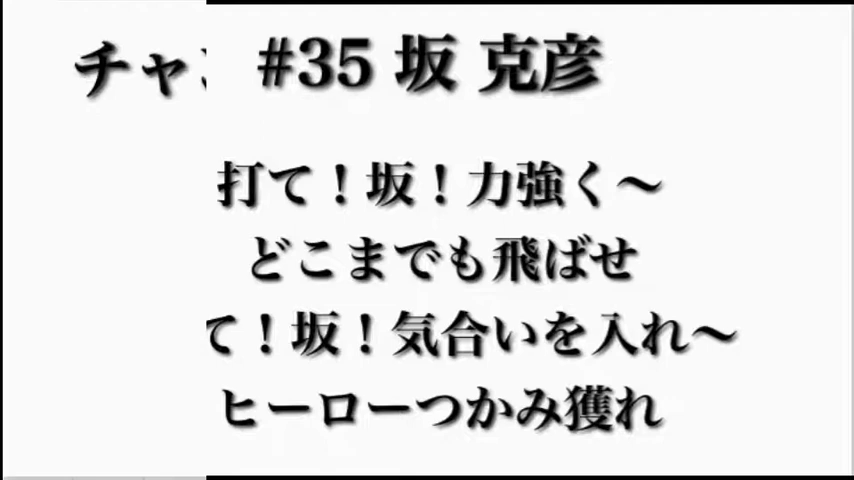 チャ
#35 坂 克彦
打て！坂！力強く〜
どこまでも飛ばせ
て！坂！気合いを入れ〜
ヒーローつかみ獲れ